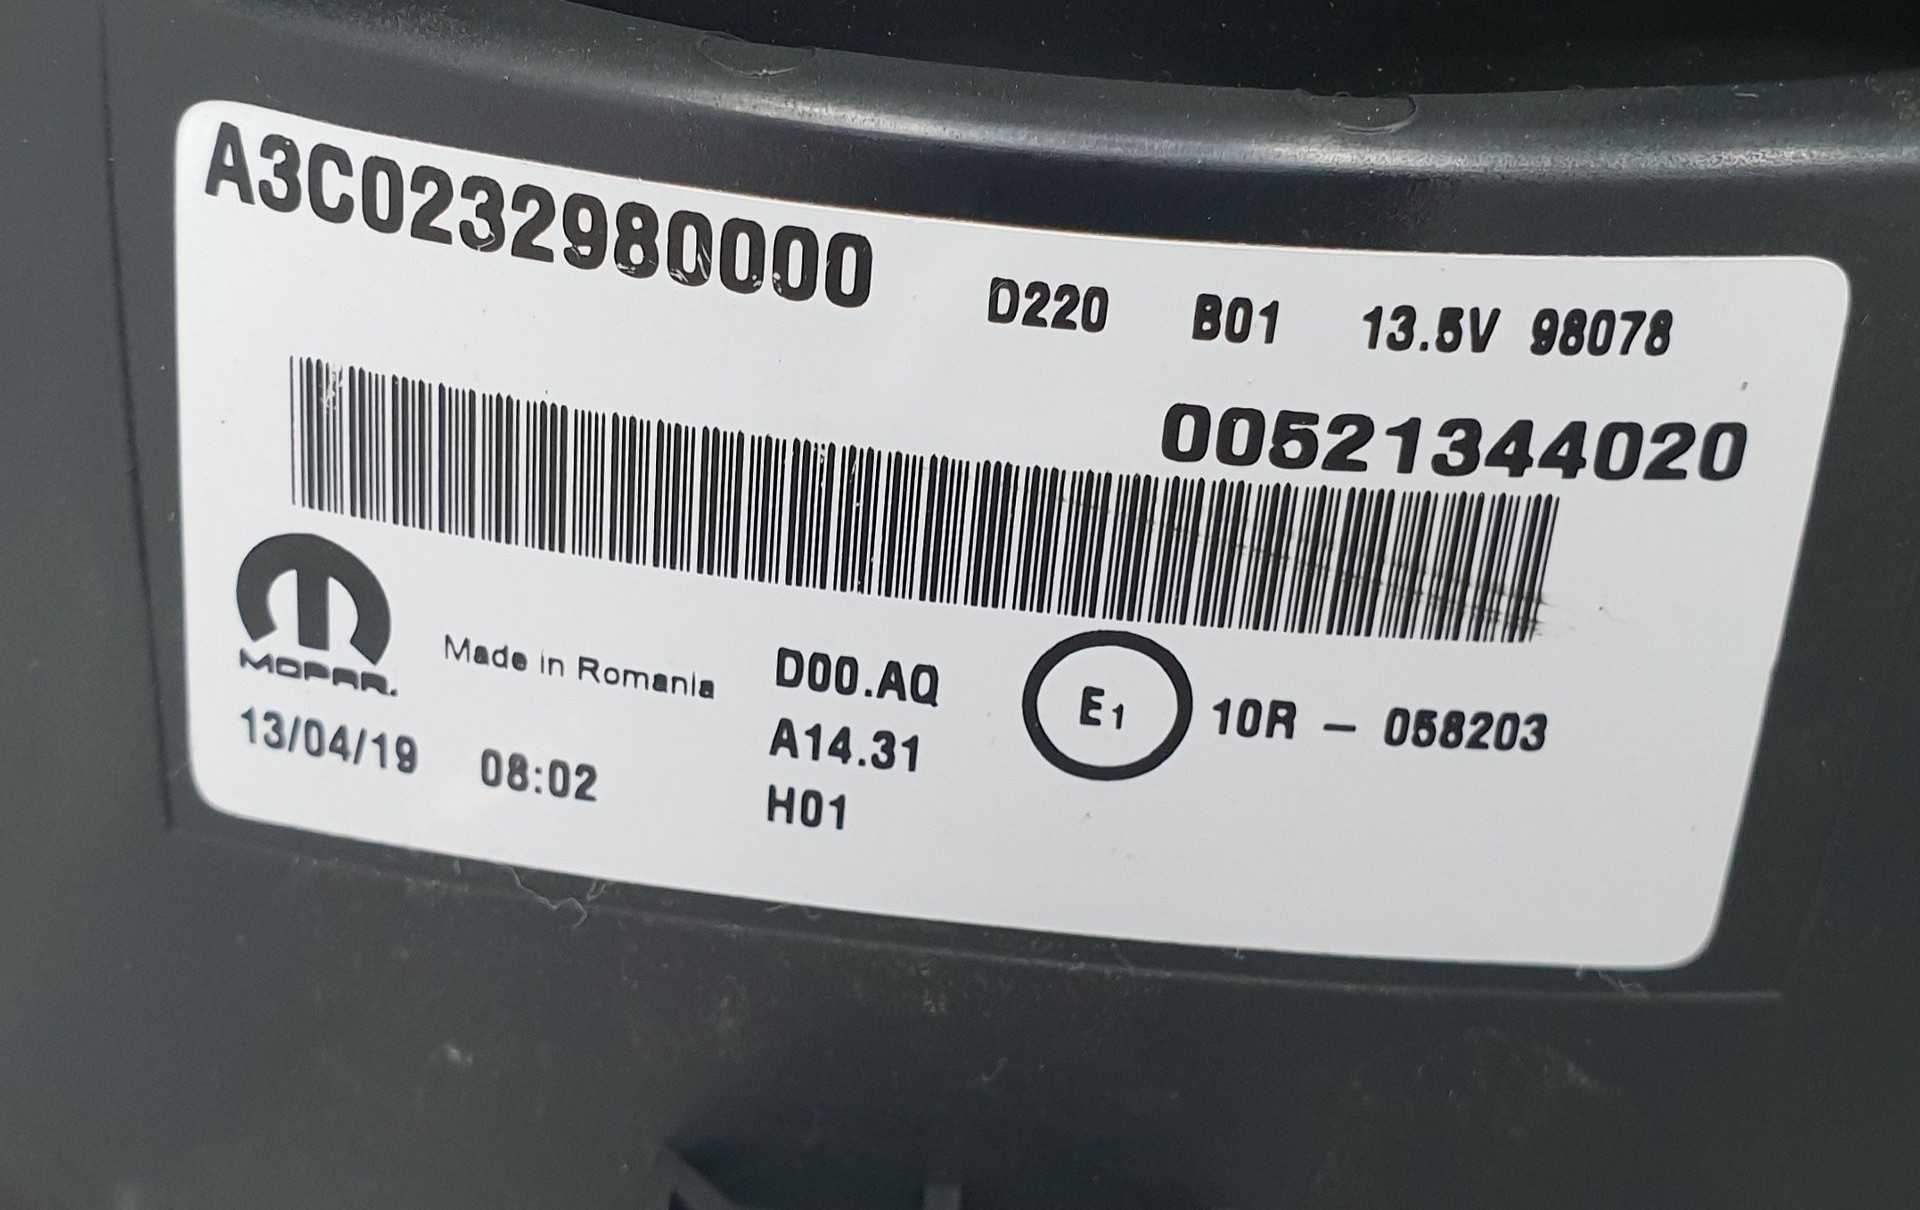 A3C0232980000
D220 B01 13.5V 98078
00521344020
MOPAR.
Made in Romania
D00.AQ
E1 10R - 058203
13/04/19 08:02
A14.31
H01